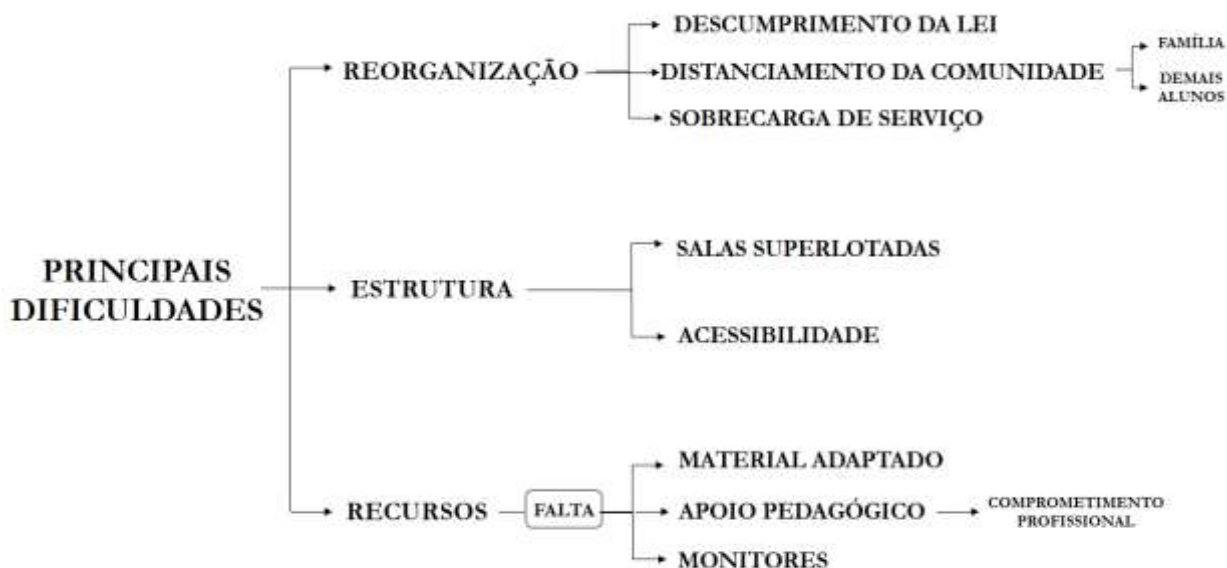 PRINCIPAIS
DIFICULDADES
REORGANIZAÇÃO
DESCUMPRIMENTO DA LEI
DISTANCIAMENTO DA COMUNIDADE
FAMÍLIA
DEMAIS
ALUNOS
SOBRECARGA DE SERVIÇO
ESTRUTURA
SALAS SUPERLOTADAS
ACESSIBILIDADE
RECURSOS
FALTA
MATERIAL ADAPTADO
APOIO PEDAGÓGICO
COMPROMETIMENTO
PROFISSIONAL
MONITORES